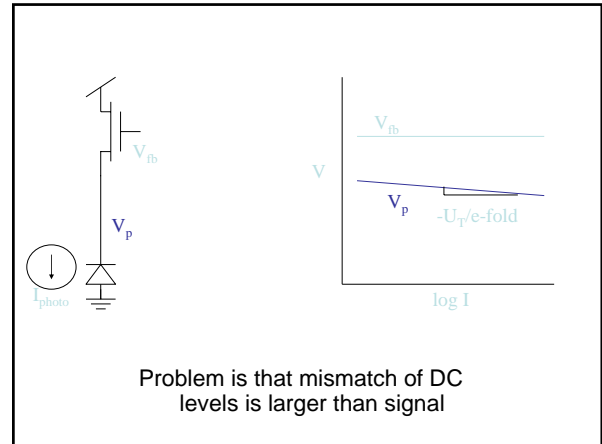 V_fb
V_p
I_photo
V_fb
V
V_p
-U_T/e-fold
log I
Problem is that mismatch of DC
levels is larger than signal